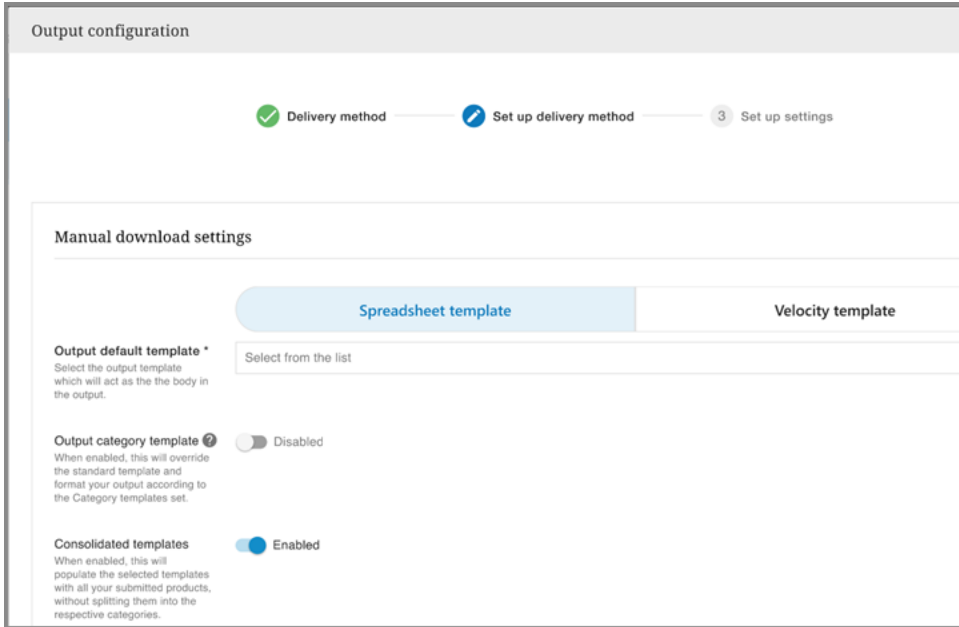 Output configuration
Delivery method
Set up delivery method
3 Set up settings
Manual download settings
Spreadsheet template
Velocity template
Output default template *
Select from the list
Select the output template
which will act as the the body in
the output.
Output category template ?
Disabled
When enabled, this will override
the standard template and
format your output according to
the Category templates set.
Consolidated templates
Enabled
When enabled, this will
populate the selected templates
with all your submitted products,
without splitting them into the
respective categories.